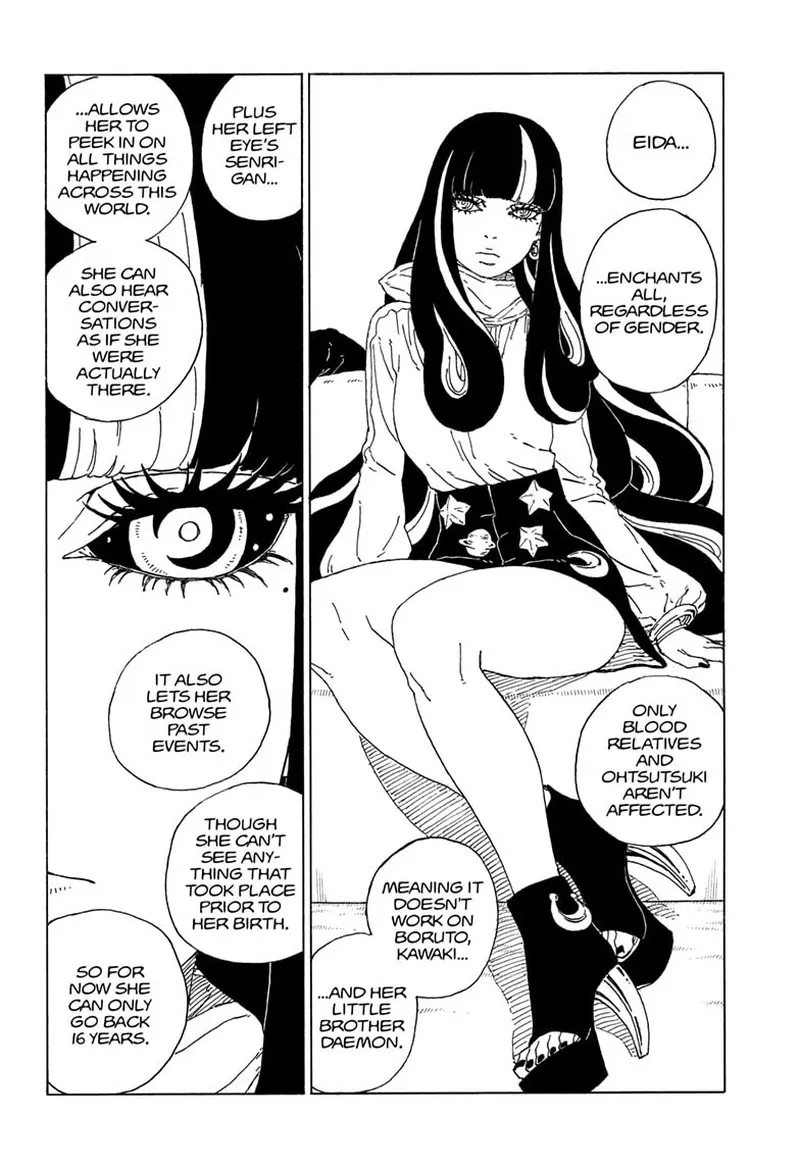 EIDA...
...ENCHANTS
ALL,
REGARDLESS
OF GENDER.
ONLY
BLOOD
RELATIVES
AND
OHTSUTSUKI
AREN'T
AFFECTED.
MEANING IT
DOESN'T
WORK ON
BORUTO,
KAWAKI...
...AND HER
LITTLE
BROTHER
DAEMON.
PLUS
HER LEFT
EYE'S
SENRI-
GAN...
...ALLOWS
HER TO
PEEK IN ON
ALL THINGS
HAPPENING
ACROSS THIS
WORLD.
SHE CAN
ALSO HEAR
CONVER-
SATIONS
AS IF SHE
WERE
ACTUALLY
THERE.
IT ALSO
LETS HER
BROWSE
PAST
EVENTS.
THOUGH
SHE CAN'T
SEE ANY-
THING THAT
TOOK PLACE
PRIOR TO
HER BIRTH.
SO FOR
NOW SHE
CAN ONLY
GO BACK
16 YEARS.